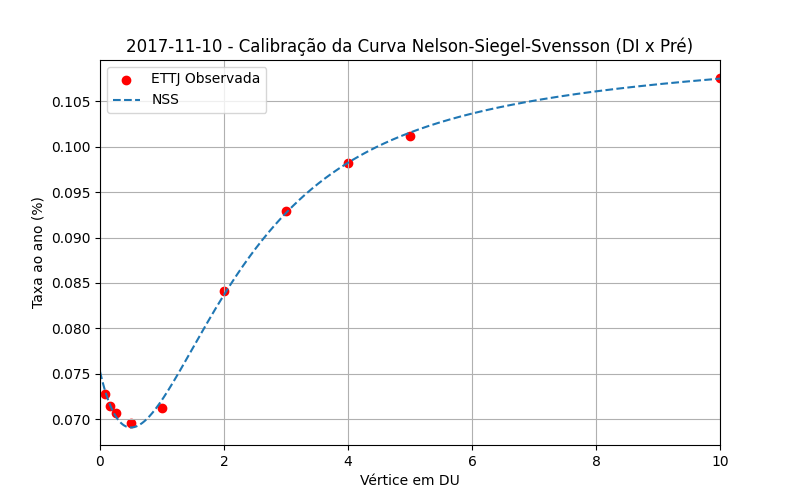 2017-11-10 - Calibração da Curva Nelson-Siegel-Svensson (DI x Pré)
ETTJ Observada
NSS
Taxa ao ano (%)
0.105
0.100
0.095
0.090
0.085
0.080
0.075
0.070
0 2 4 6 8 10
Vértice em DU